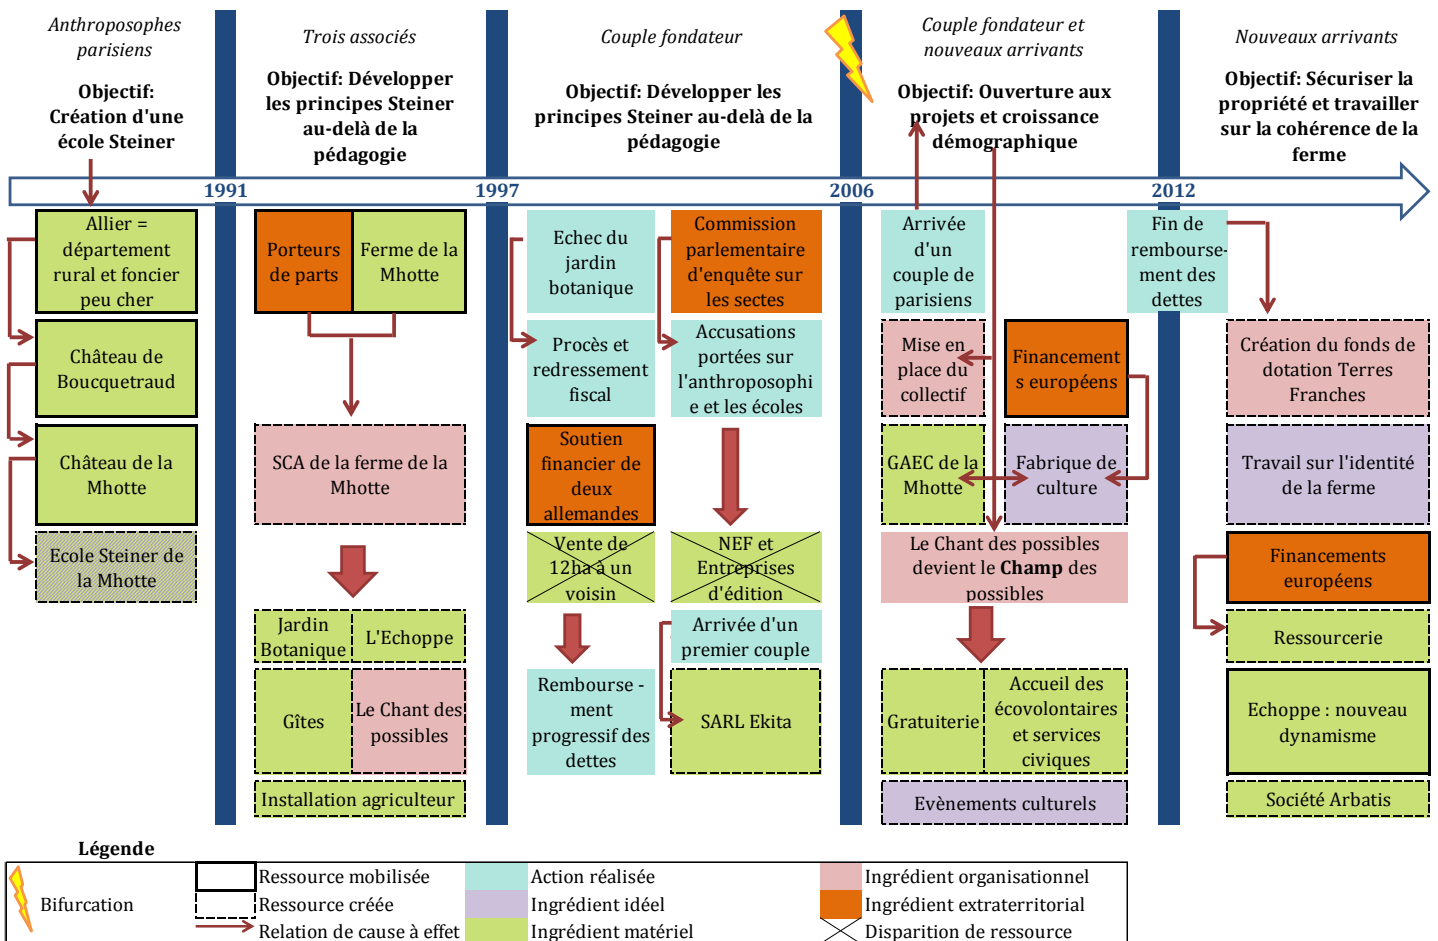 Anthroposophes
parisiens
Objectif:
Création d'une
école Steiner
Trois associés
Objectif: Développer
les principes Steiner
au-delà de la
pédagogie
Couple fondateur
Objectif: Développer les
principes Steiner au-delà de la
pédagogie
Couple fondateur et
nouveaux arrivants
Objectif: Ouverture aux
projets et croissance
démographique
Nouveaux arrivants
Objectif: Sécuriser la
propriété et travailler
sur la cohérence de la
ferme
1991
1997
2006
2012
Allier =
département
rural et foncier
peu cher
Château de
Boucquetraud
Château de la
Mhotte
Ecole Steiner de
la Mhotte
Porteurs
de parts
Ferme de la
Mhotte
SCA de la ferme de la
Mhotte
Jardin
Botanique
L'Echoppe
Gîtes
Le Chant des
possibles
Installation agriculteur
Echec du
jardin
botanique
Procès et
redressement
fiscal
Soutien
financier de
deux
allemandes
Vente de
12ha à un
voisin
Rembourse -
ment
progressif des
dettes
Commission
parlementaire
d'enquête sur
les sectes
Accusations
portées sur
l'anthroposophi
e et les écoles
NEF et
Entreprises
d'édition
Arrivée d'un
premier couple
SARL Ekita
Arrivée
d'un
couple de
parisiens
Mise en
place du
collectif
Financement
s européens
GAEC de la
Mhotte
Fabrique de
culture
Le Chant des possibles
devient le Champ des
possibles
Gratuiterie
Accueil des
écovolontaires
et services
civiques
Evènements culturels
Fin de
rembourse-
ment des
dettes
Création du fonds de
dotation Terres
Franches
Travail sur l'identité
de la ferme
Financements
européens
Ressourcerie
Echoppe : nouveau
dynamisme
Société Arbatis
Légende
Bifurcation
Ressource mobilisée
Ressource créée
Relation de cause à effet
Action réalisée
Ingrédient idéel
Ingrédient matériel
Ingrédient organisationnel
Ingrédient extraterritorial
Disparition de ressource